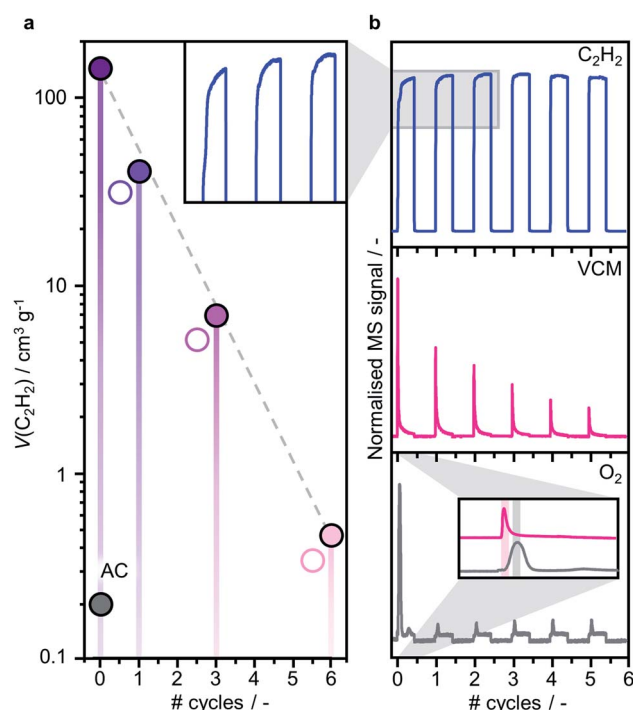 a
V(C₂H₂) / cm³ g⁻¹
100
10
1
0.1
AC
0 1 2 3 4 5 6
# cycles / -
b
Normalised MS signal / -
C₂H₂
VCM
O₂
0 1 2 3 4 5 6
# cycles / -